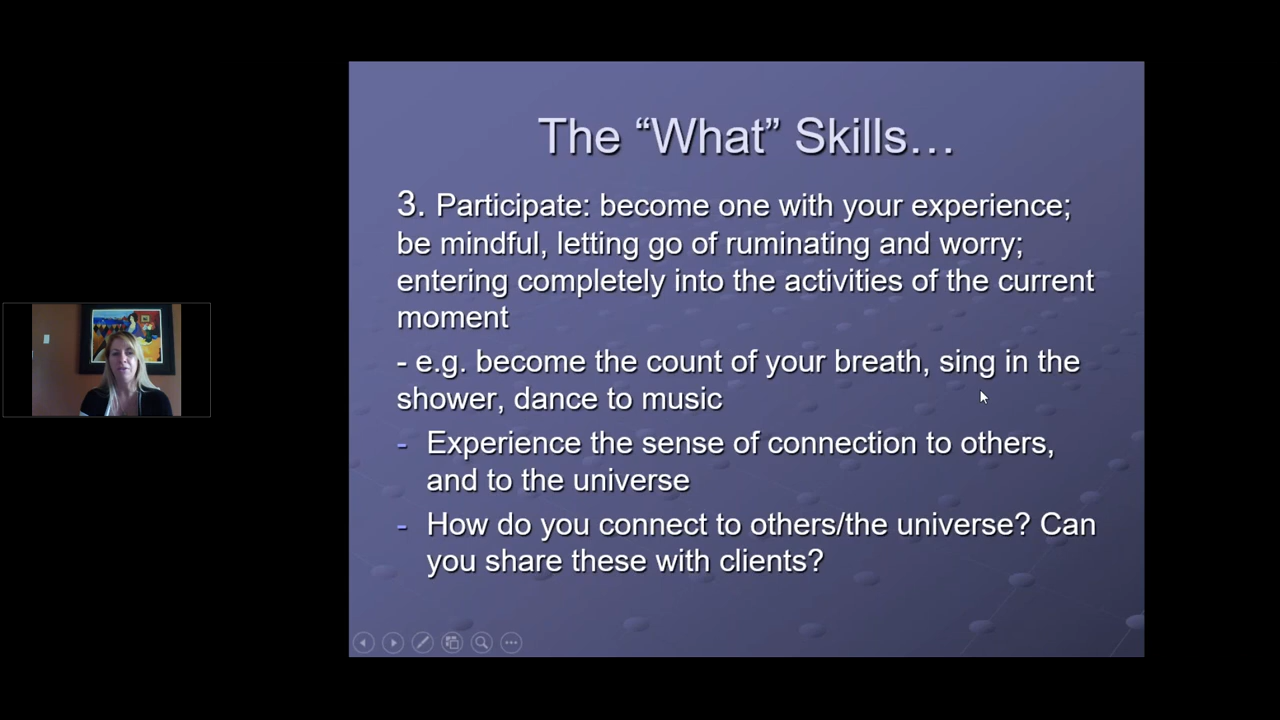 The “What” Skills…
3. Participate: become one with your experience;
be mindful, letting go of ruminating and worry;
entering completely into the activities of the current
moment
- e.g. become the count of your breath, sing in the
shower, dance to music
- Experience the sense of connection to others,
and to the universe
- How do you connect to others/the universe? Can
you share these with clients?